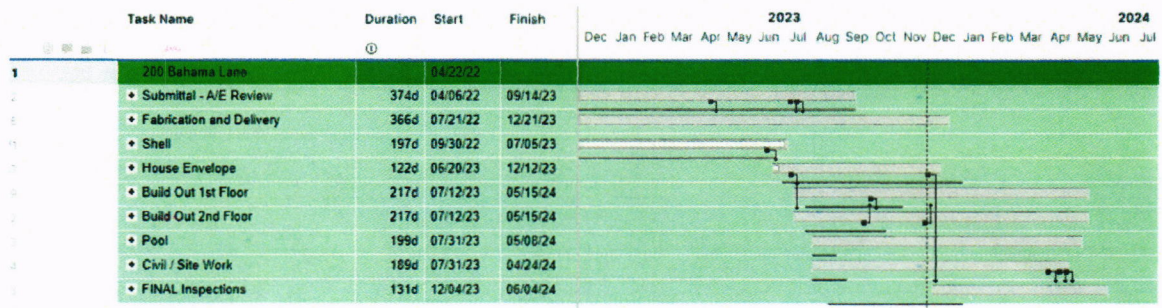 Task Name Duration Start Finish 2023 2024
Dec Jan Feb Mar Apr May Jun Jul Aug Sep Oct Nov Dec Jan Feb Mar Apr May Jun Jul
1 200 Bahama Lane 04/22/22
Submittal - A/E Review 374d 04/06/22 09/14/23
Fabrication and Delivery 366d 07/21/22 12/21/23
Shell 197d 09/30/22 07/05/23
House Envelope 122d 06/20/23 12/12/23
Build Out 1st Floor 217d 07/12/23 05/15/24
Build Out 2nd Floor 217d 07/12/23 05/15/24
Pool 199d 07/31/23 05/08/24
Civil / Site Work 189d 07/31/23 04/24/24
FINAL Inspections 131d 12/04/23 06/04/24